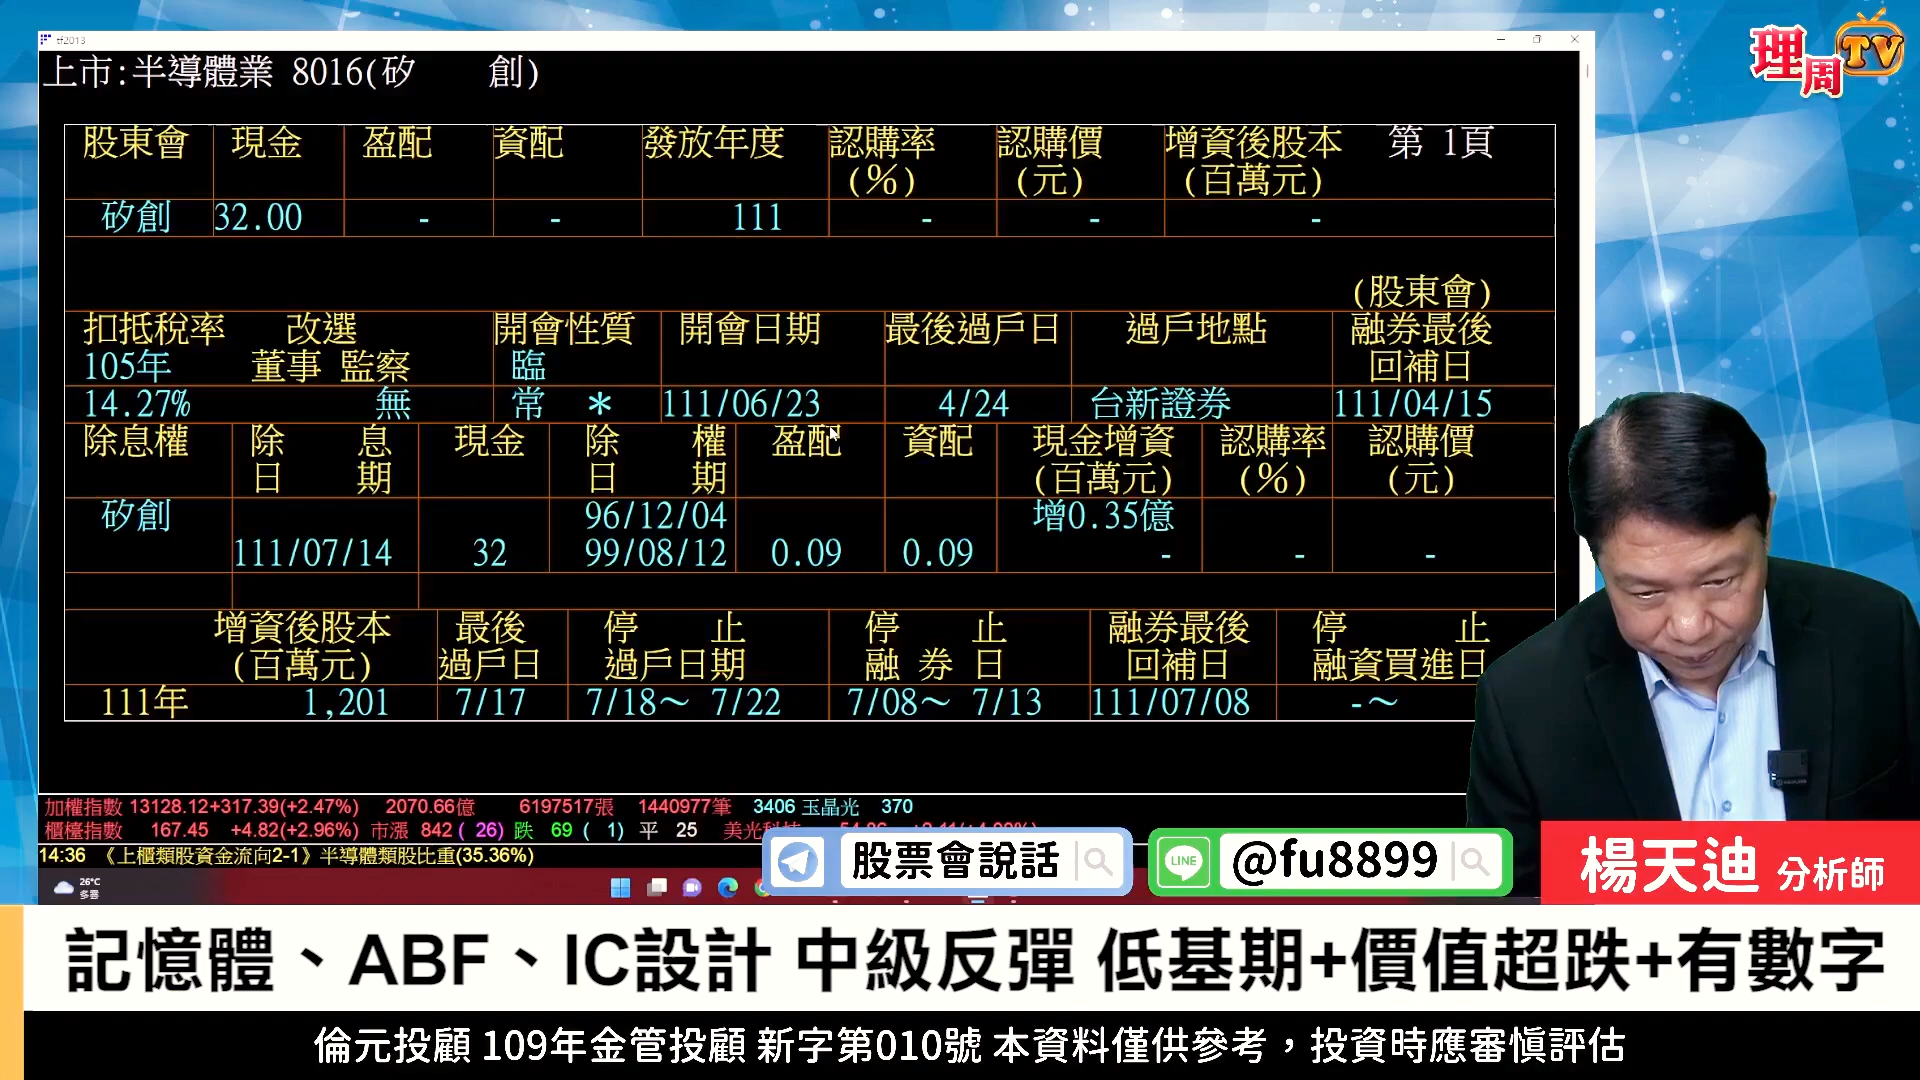 tf2013
理周TV
上市:半導體業 8016(矽 創)
股東會 現金 盈配 資配 發放年度 認購率 認購價 增資後股本 第 1頁
(%) (元) (百萬元)
矽創 32.00 - - 111 - - -
(股東會)
扣抵稅率 改選 開會性質 開會日期 最後過戶日 過戶地點 融券最後
105年 董事 監察 臨 回補日
14.27% 無 常 * 111/06/23 4/24 台新證券 111/04/15
除息權 除 息 現金 除 權 盈配 資配 現金增資 認購率 認購價
日 期 日 期 (百萬元) (%) (元)
矽創 96/12/04 增0.35億
111/07/14 32 99/08/12 0.09 0.09 - - -
增資後股本 最後 停 止 停 止 融券最後 停 止
(百萬元) 過戶日 過戶日期 融 券 日 回補日 融資買進日
111年 1,201 7/17 7/18～ 7/22 7/08～ 7/13 111/07/08 -～
加權指數 13128.12+317.39(+2.47%) 2070.66億 6197517張 1440977筆 3406 玉晶光 370
櫃檯指數 167.45 +4.82(+2.96%) 市漲 842 ( 26) 跌 69 ( 1) 平 25
14:36 《上櫃類股資金流向2-1》半導體類股比重(35.36%)
26°C
多雲
股票會說話
LINE @fu8899
楊天迪 分析師
記憶體、ABF、IC設計 中級反彈 低基期+價值超跌+有數字
倫元投顧 109年金管投顧 新字第010號 本資料僅供參考，投資時應審慎評估